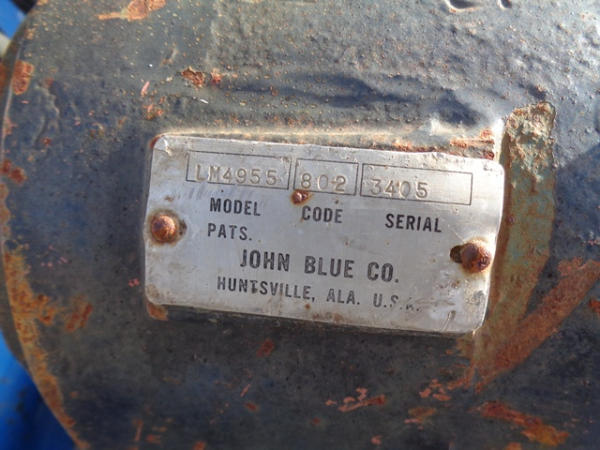 LM4955 802 3405
MODEL CODE SERIAL
PATS.
JOHN BLUE CO.
HUNTSVILLE, ALA. U.S.A.